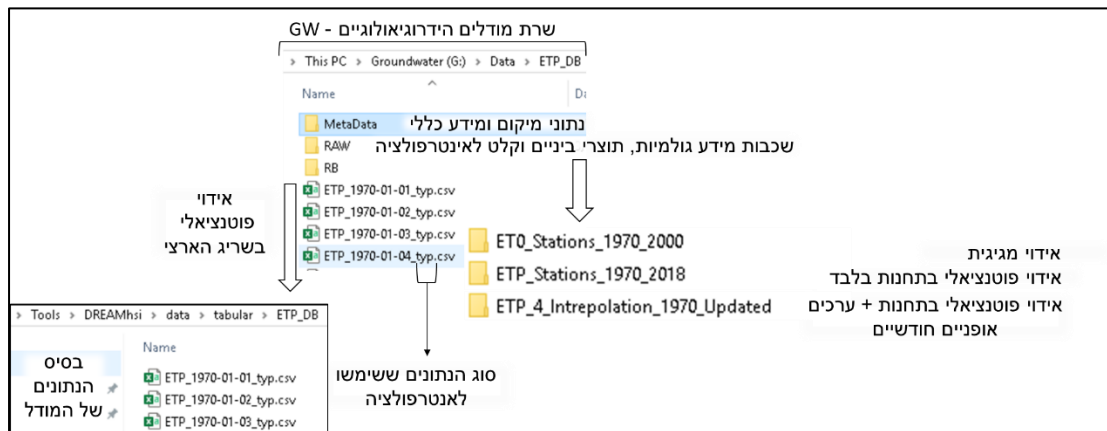 שרת מודלים הידרוגיאולוגיים - GW
> This PC > Groundwater (G:) > Data > ETP_DB
Name
MetaData נתוני מיקום ומידע כללי
RAW שכבות מידע גולמיות, תוצרי ביניים וקלט לאינטרפולציה
RB
ETP_1970-01-01_typ.csv
ETP_1970-01-02_typ.csv
ETP_1970-01-03_typ.csv
ETP_1970-01-04_typ.csv
אידוי
פוטנציאלי
בשריג הארצי
ET0_Stations_1970_2000 אידוי מגיגית
ETP_Stations_1970_2018 אידוי פוטנציאלי בתחנות בלבד
ETP_4_Intrepolation_1970_Updated אידוי פוטנציאלי בתחנות + ערכים
אופניים חודשיים
> Tools > DREAMhsi > data > tabular > ETP_DB
Name
ETP_1970-01-01_typ.csv
ETP_1970-01-02_typ.csv
ETP_1970-01-03_typ.csv
בסיס
הנתונים
של המודל
סוג הנתונים ששימשו
לאנטרפולציה